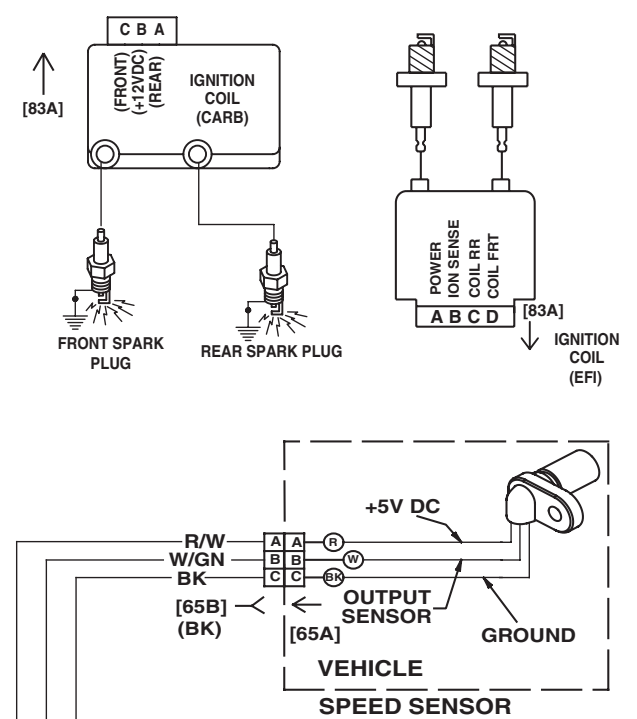 C B A
(FRONT)
(+12VDC)
(REAR)
IGNITION
COIL
(CARB)
[83A]
FRONT SPARK
PLUG
REAR SPARK PLUG
POWER
ION SENSE
COIL RR
COIL FRT
A B C D
[83A]
IGNITION
COIL
(EFI)
+5V DC
R/W A A R
W/GN B B W
BK C C BK
OUTPUT
SENSOR
[65B]
(BK)
[65A]
GROUND
VEHICLE
SPEED SENSOR